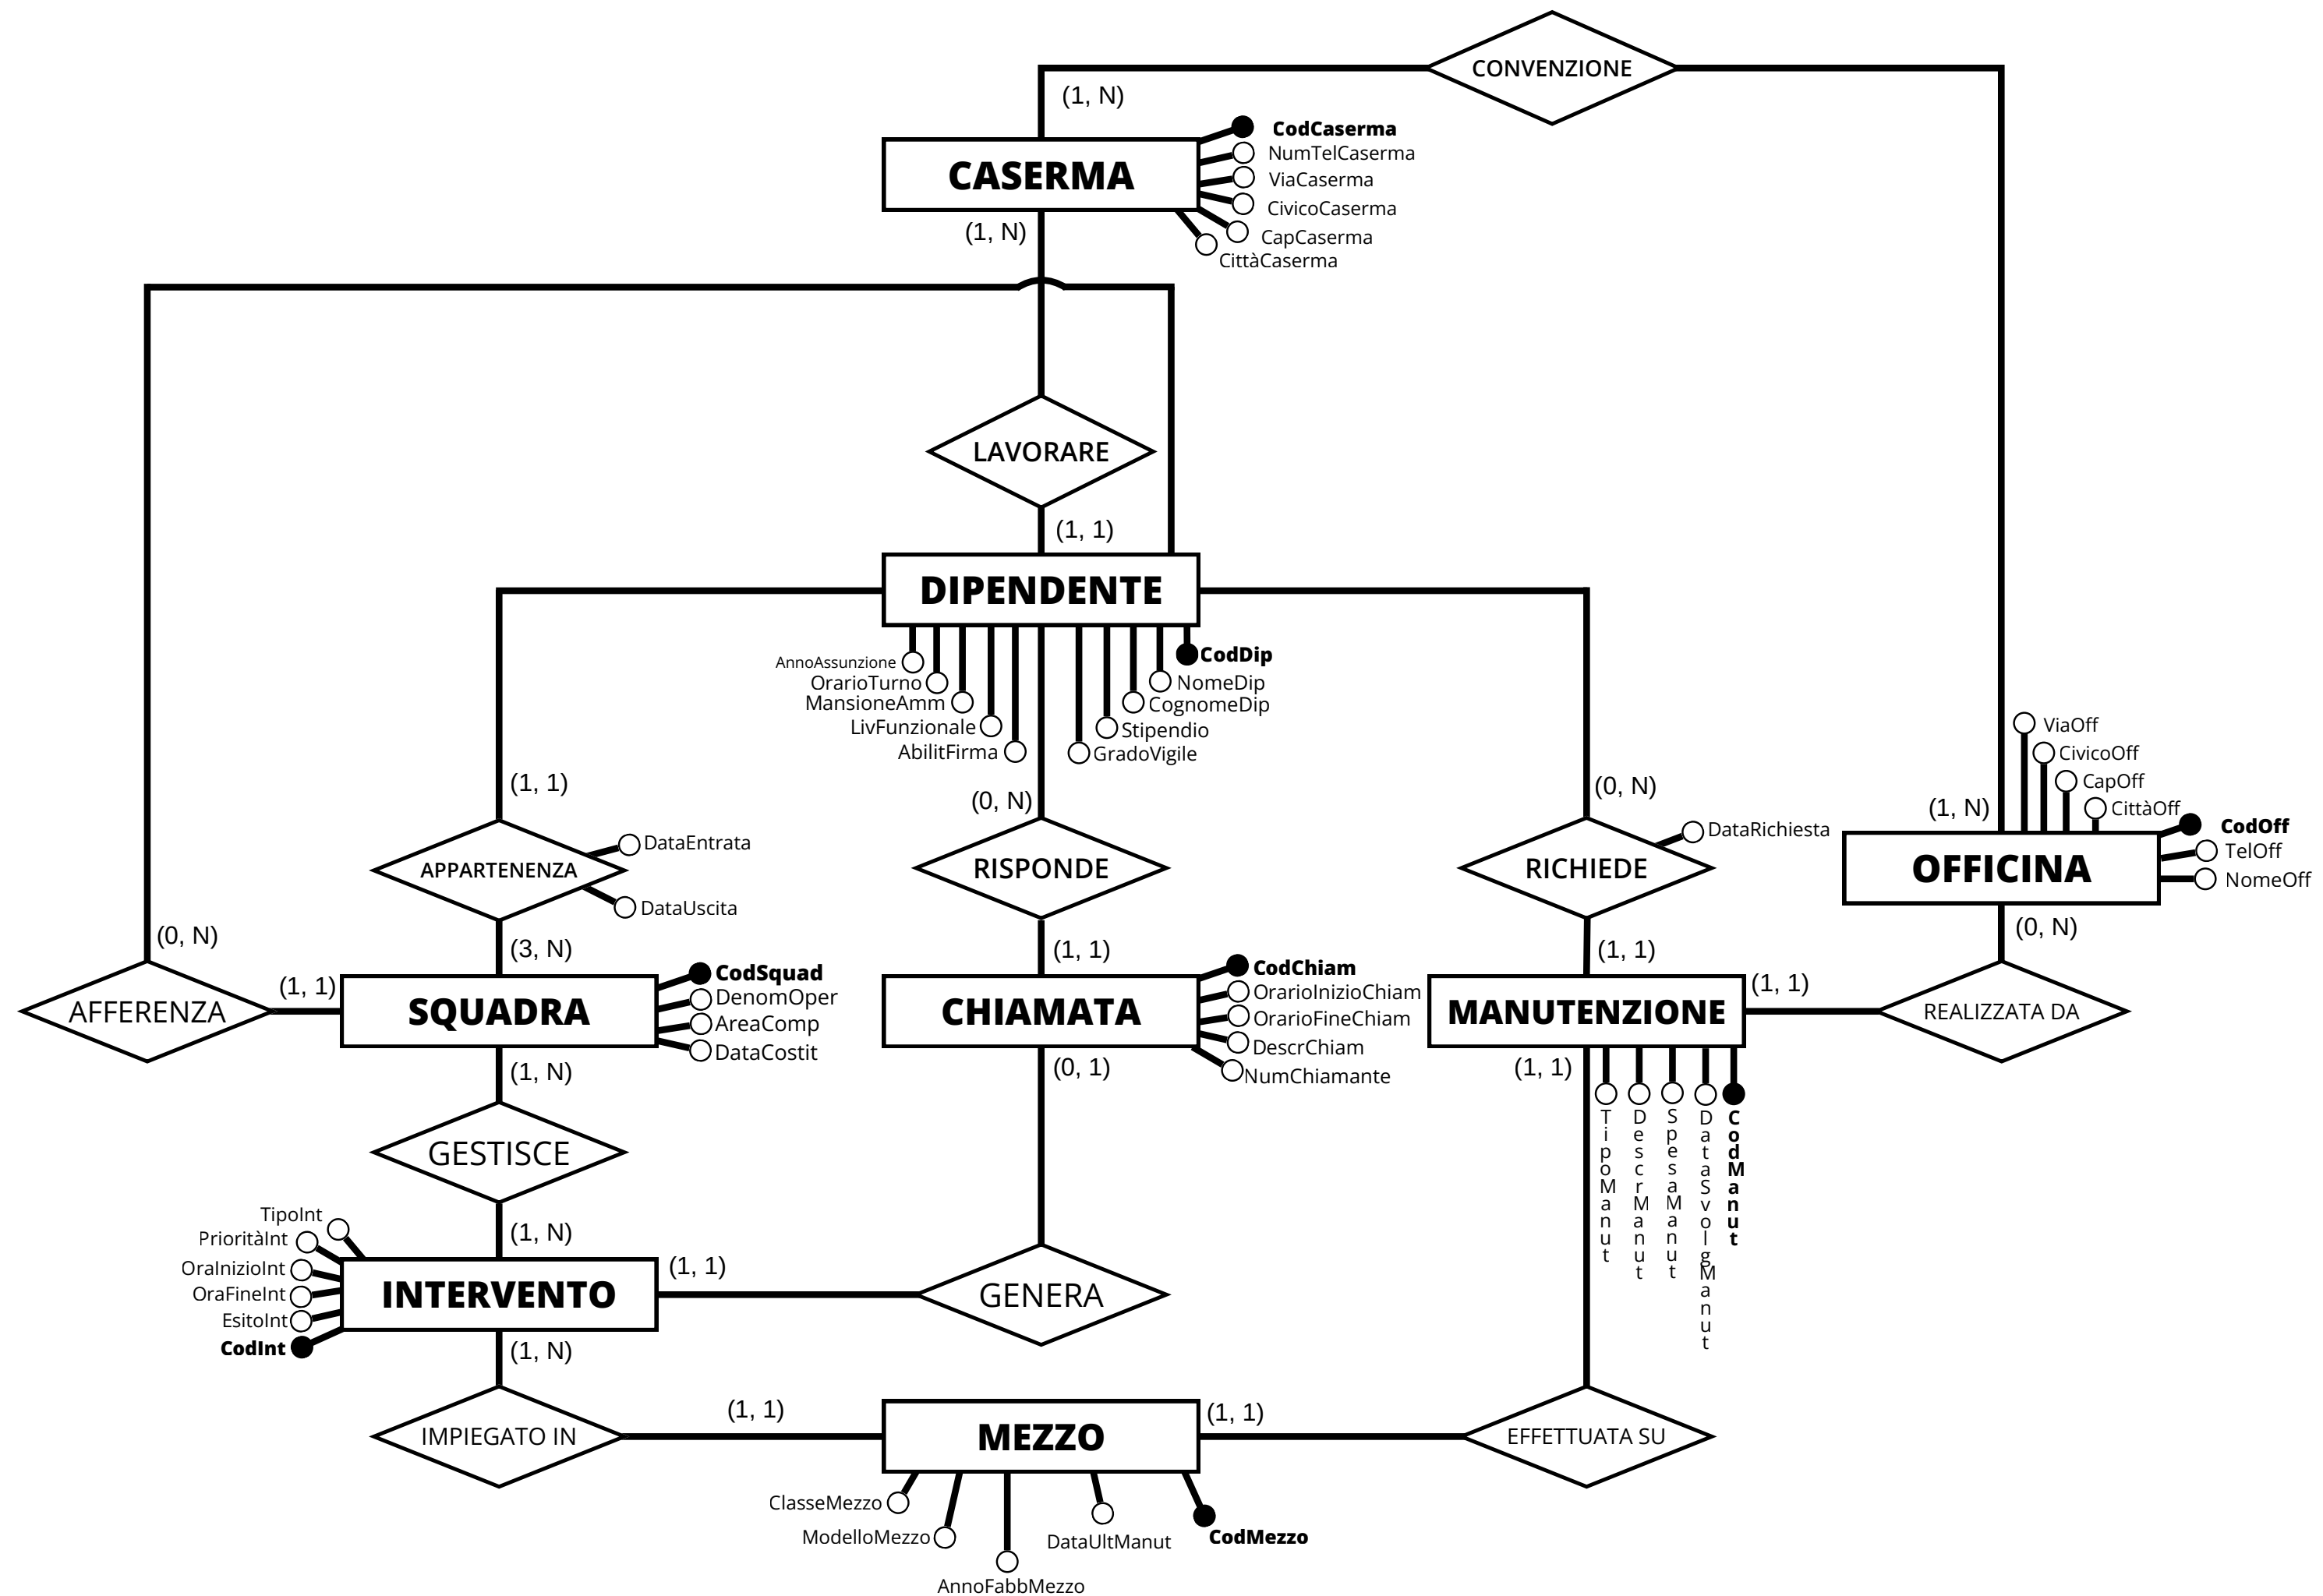 CONVENZIONE
(1, N)
CASERMA
CodCaserma
NumTelCaserma
ViaCaserma
CivicoCaserma
CapCaserma
CittàCaserma
(1, N)
LAVORARE
(1, 1)
DIPENDENTE
AnnoAssunzione
OrarioTurno
MansioneAmm
LivFunzionale
AbilitFirma
CodDip
NomeDip
CognomeDip
Stipendio
GradoVigile
(1, 1)
(0, N)
(0, N)
(1, N)
ViaOff
CivicoOff
CapOff
CittàOff
CodOff
TelOff
NomeOff
OFFICINA
APPARTENENZA
DataEntrata
DataUscita
RISPONDE
RICHIEDE
DataRichiesta
(0, N)
(3, N)
(1, 1)
(1, 1)
(0, N)
AFFERENZA
(1, 1)
SQUADRA
CodSquad
DenomOper
AreaComp
DataCostit
CHIAMATA
CodChiam
OrarioInizioChiam
OrarioFineChiam
DescrChiam
NumChiamante
MANUTENZIONE
(1, 1)
REALIZZATA DA
(1, N)
(0, 1)
(1, 1)
TipoManut
DescrManut
SpesaManut
DataSvolgManut
CodManut
GESTISCE
(1, N)
TipoInt
PrioritàInt
OraInizioInt
OraFineInt
EsitoInt
CodInt
INTERVENTO
(1, 1)
GENERA
(1, N)
IMPIEGATO IN
(1, 1)
MEZZO
(1, 1)
EFFETTUATA SU
ClasseMezzo
ModelloMezzo
AnnoFabbMezzo
DataUltManut
CodMezzo